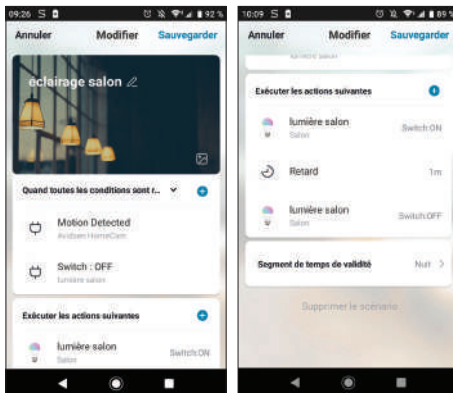 09:26 S 92%
Annuler Modifier Sauvegarder
éclairage salon
Quand toutes les conditions sont r...
Motion Detected
Avidsen HomeCam
Switch : OFF
lumière salon
Exécuter les actions suivantes
lumière salon
Salon
Switch:ON
10:09 S 89%
Annuler Modifier Sauvegarder
lumière salon
Exécuter les actions suivantes
lumière salon
Salon
Switch:ON
Retard 1m
lumière salon
Salon
Switch:OFF
Segment de temps de validité Nuit
Supprimer le scénario